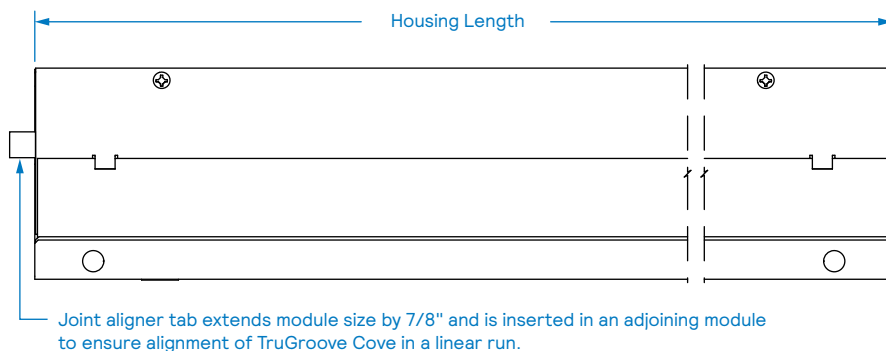 Housing Length
Joint aligner tab extends module size by 7/8" and is inserted in an adjoining module
to ensure alignment of TruGroove Cove in a linear run.